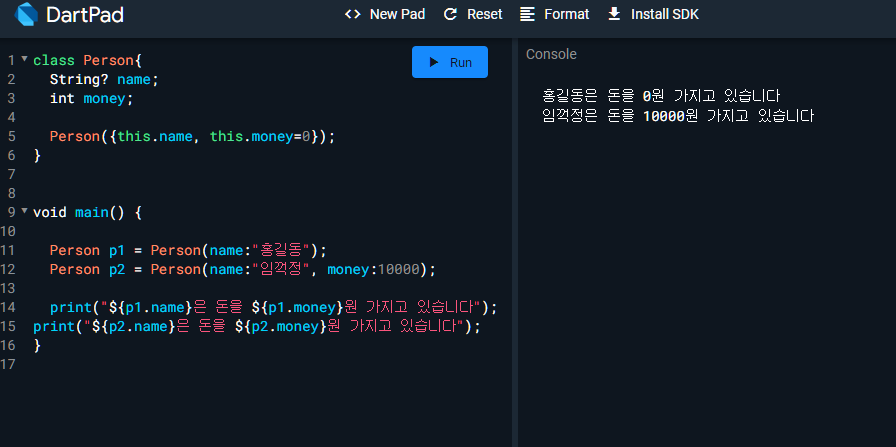 DartPad
New Pad Reset Format Install SDK
Run
1 class Person{
2 String? name;
3 int money;
4
5 Person({this.name, this.money=0});
6 }
7
8
9 void main() {
10
11 Person p1 = Person(name:"홍길동");
12 Person p2 = Person(name:"임꺽정", money:10000);
13
14 print("${p1.name}은 돈을 ${p1.money}원 가지고 있습니다");
15 print("${p2.name}은 돈을 ${p2.money}원 가지고 있습니다");
16 }
17
Console
홍길동은 돈을 0원 가지고 있습니다
임꺽정은 돈을 10000원 가지고 있습니다